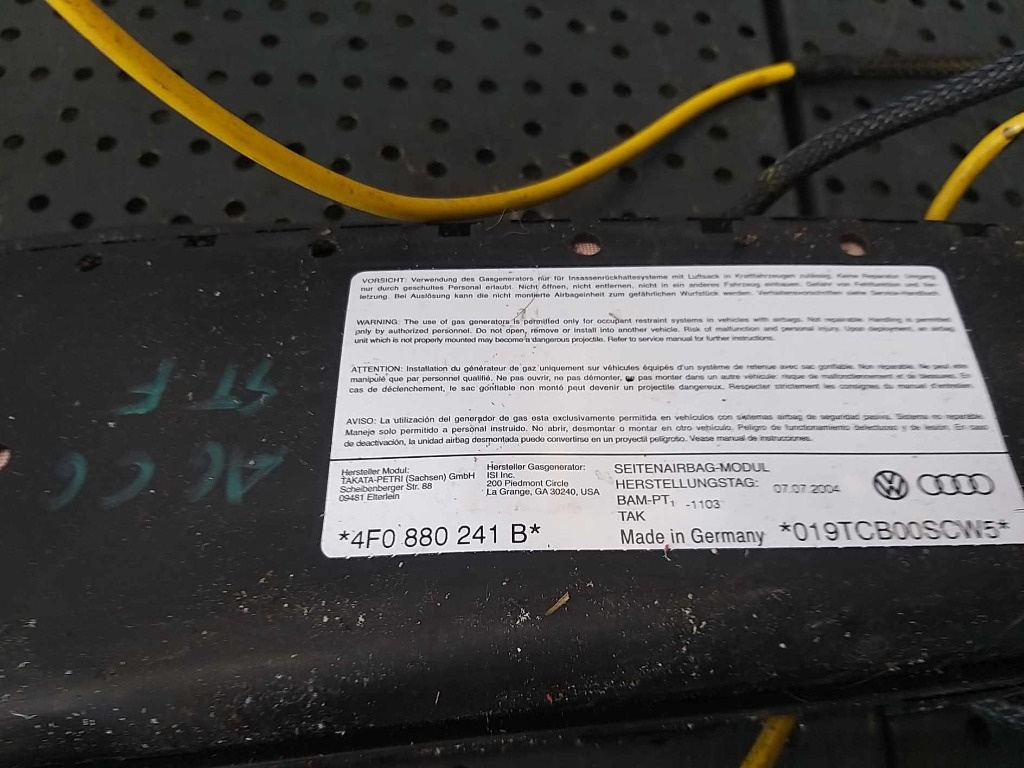 VORSICHT: Verwendung des Gasgenerators nur für Insassenrückhaltesysteme mit Luftsack in Kraftfahrzeugen zulässig. Keine Reparatur. Umgang
nur durch geschultes Personal erlaubt. Nicht öffnen, nicht entfernen, nicht in ein anderes Fahrzeug einbauen. Gefahr von Fehlfunktion und Ver-
letzung. Bei Auslösung kann die nicht montierte Airbageinheit zum gefährlichen Wurfstück werden. Verhaltensvorschriften siehe Service-Handbuch.
WARNING: The use of gas generators is permitted only for occupant restraint systems in vehicles with airbags. Not repairable. Handling is permitted
only by authorized personnel. Do not open, remove or install into another vehicle. Risk of malfunction and personal injury. Upon deployment, an airbag
unit which is not properly mounted may become a dangerous projectile. Refer to service manual for further instructions.
ATTENTION: Installation du générateur de gaz uniquement sur véhicules équipés d'un système de retenue avec sac gonflable. Non reparable. Ne peut être
manipulé que par personnel qualifié. Ne pas ouvrir, ne pas démonter, pas monter dans un autre véhicule: risque de malfonctionnement et de blessures. En
cas de déclenchement, le sac gonflable non monté peut devenir un projectile dangereux. Respecter strictement les consignes du manuel d'entretien.
AVISO: La utilización del generador de gas esta exclusivamente permitida en vehículos con sistemas airbag de seguridad pasiva. Sistema no reparable.
Manejo solo permitido a personal instruido. No abrir, desmontar o montar en otro vehículo. Peligro de funcionamiento defectuoso y de lesión. En caso
de deactivación, la unidad airbag desmontada puede convertirse en un proyectil peligroso. Vease manual de instrucciones.
Hersteller Modul:
TAKATA-PETRI (Sachsen) GmbH
Scheibenberger Str. 88
09481 Elterlein
Hersteller Gasgenerator:
ISI Inc.
200 Piedmont Circle
La Grange, GA 30240, USA
SEITENAIRBAG-MODUL
HERSTELLUNGSTAG: 07.07.2004
BAM-PT₁ -1103
TAK
Made in Germany
*4F0 880 241 B*
*019TCB00SCW5*